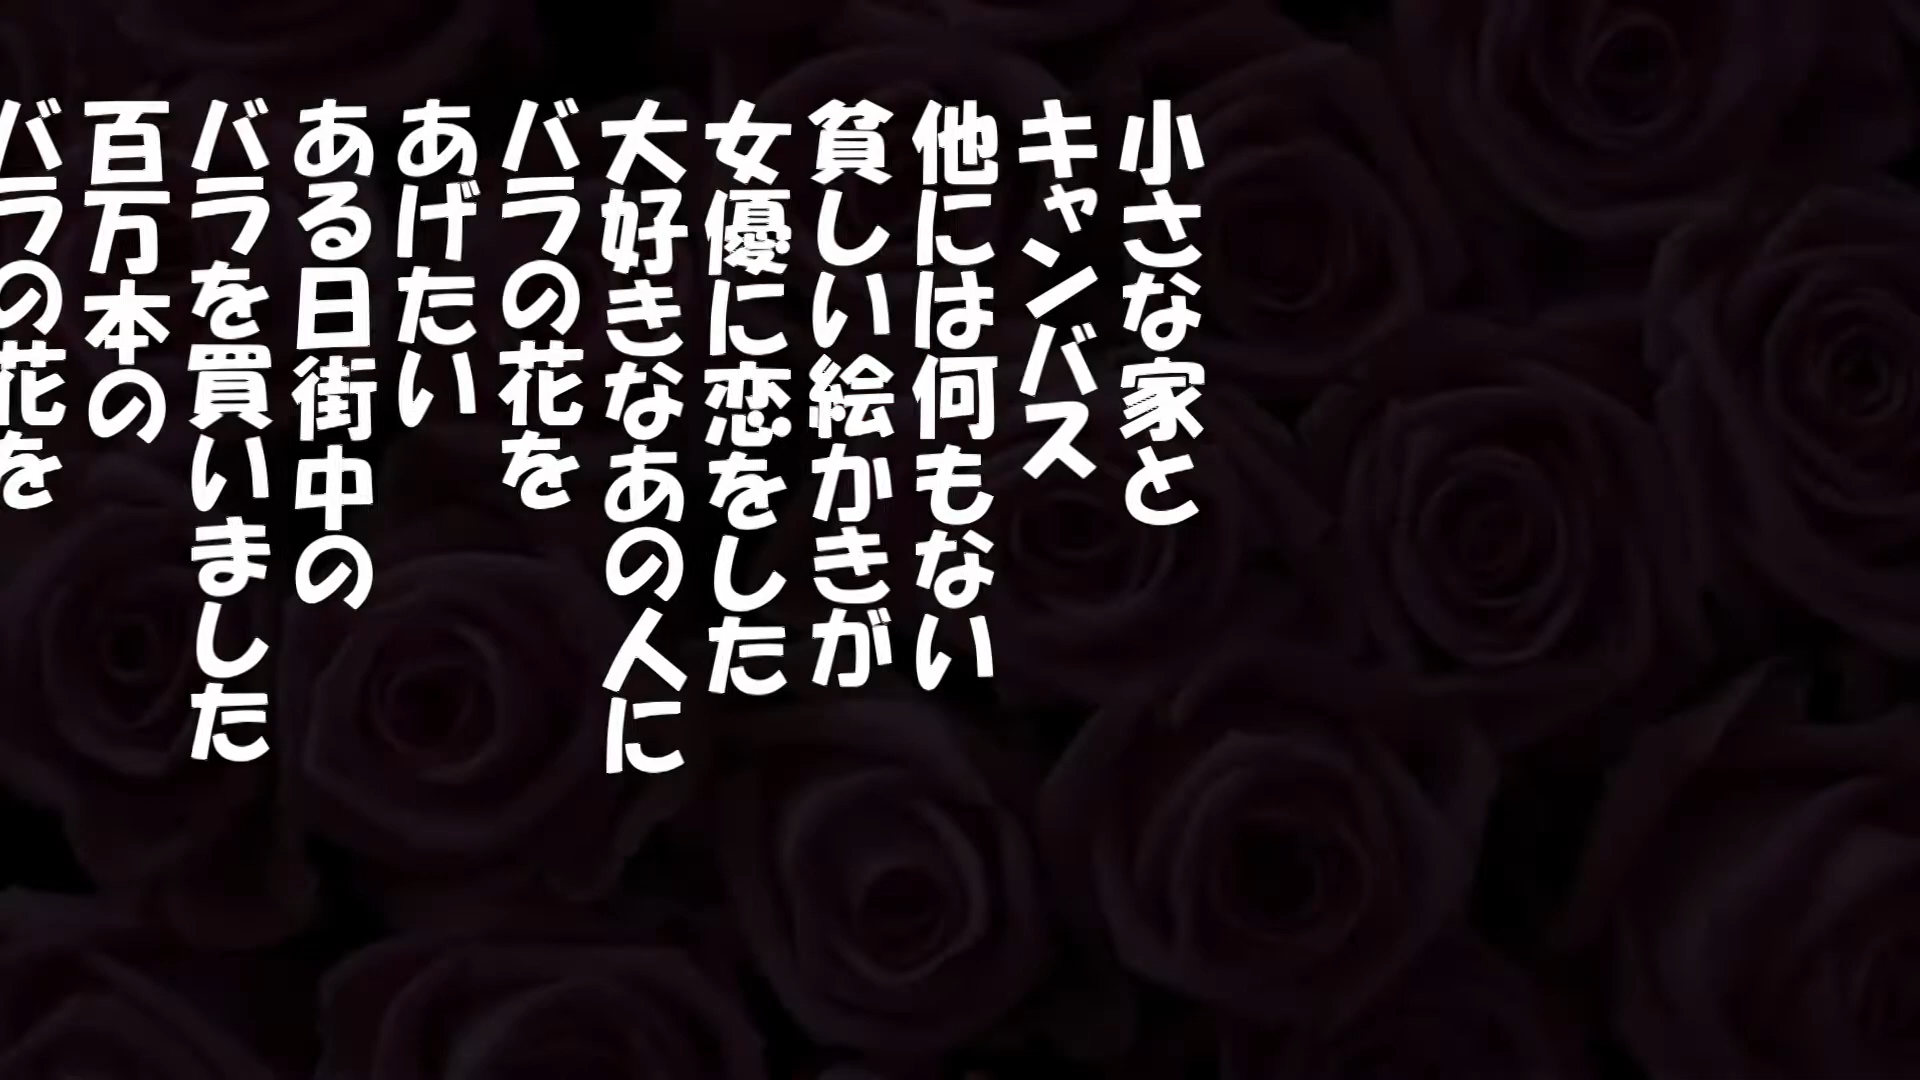 小さな家と
キャンバス
他には何もない
貧しい絵かきが
女優に恋をした
大好きなあの人に
バラの花を
あげたい
ある日街中の
バラを買いました
百万本の
バラの花を